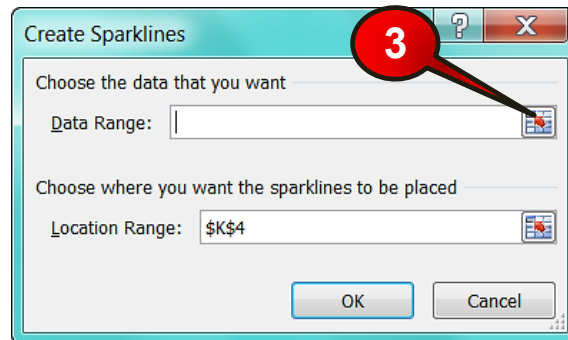 Create Sparklines
?
X
3
Choose the data that you want
Data Range:
Choose where you want the sparklines to be placed
Location Range: $K$4
OK Cancel